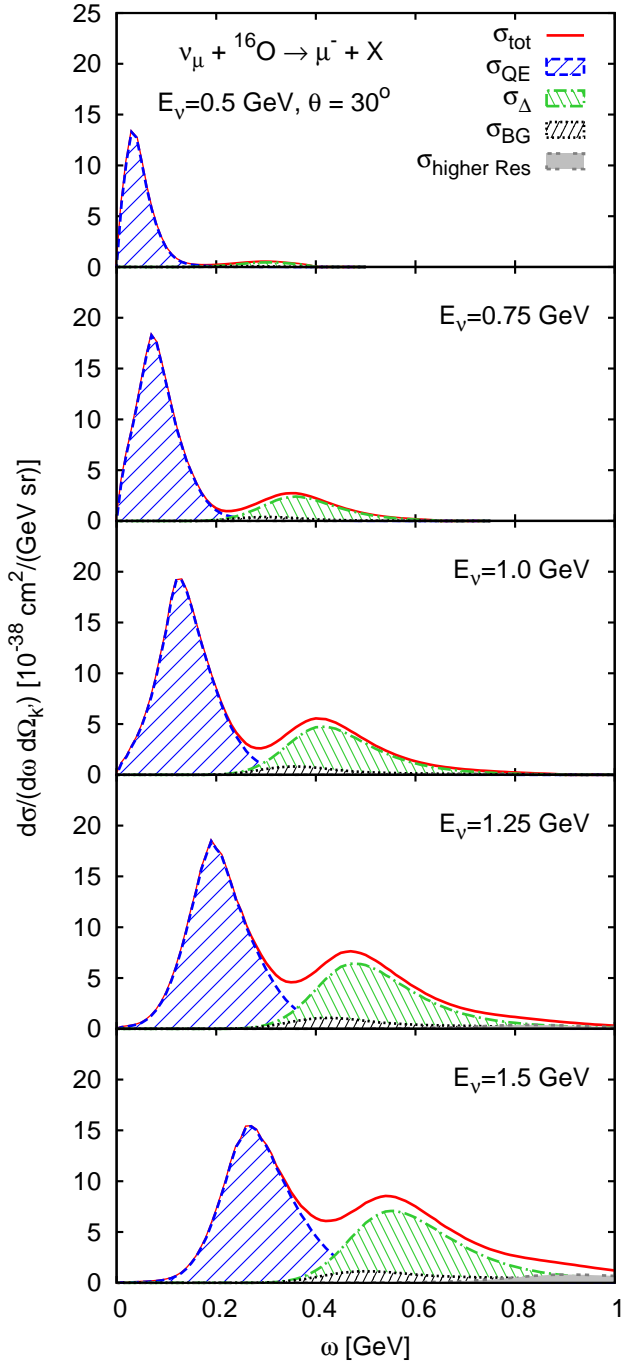 ν_μ + ^16O → μ^- + X
E_ν=0.5 GeV, θ = 30^o
σ_tot
σ_QE
σ_Δ
σ_BG
σ_higher Res
25
20
15
10
5
0
E_ν=0.75 GeV
20
15
10
5
0
E_ν=1.0 GeV
20
15
10
5
0
E_ν=1.25 GeV
20
15
10
5
0
E_ν=1.5 GeV
20
15
10
5
0
dσ/(dω dΩ_k') [10^-38 cm^2/(GeV sr)]
0 0.2 0.4 0.6 0.8 1
ω [GeV]